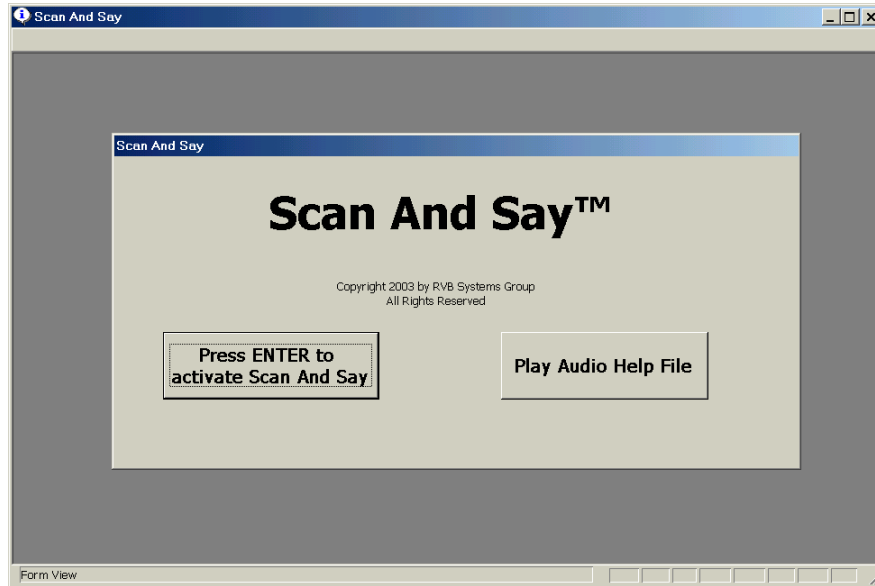 Scan And Say
Scan And Say
Scan And Say™
Copyright 2003 by RVB Systems Group
All Rights Reserved
Press ENTER to
activate Scan And Say
Play Audio Help File
Form View